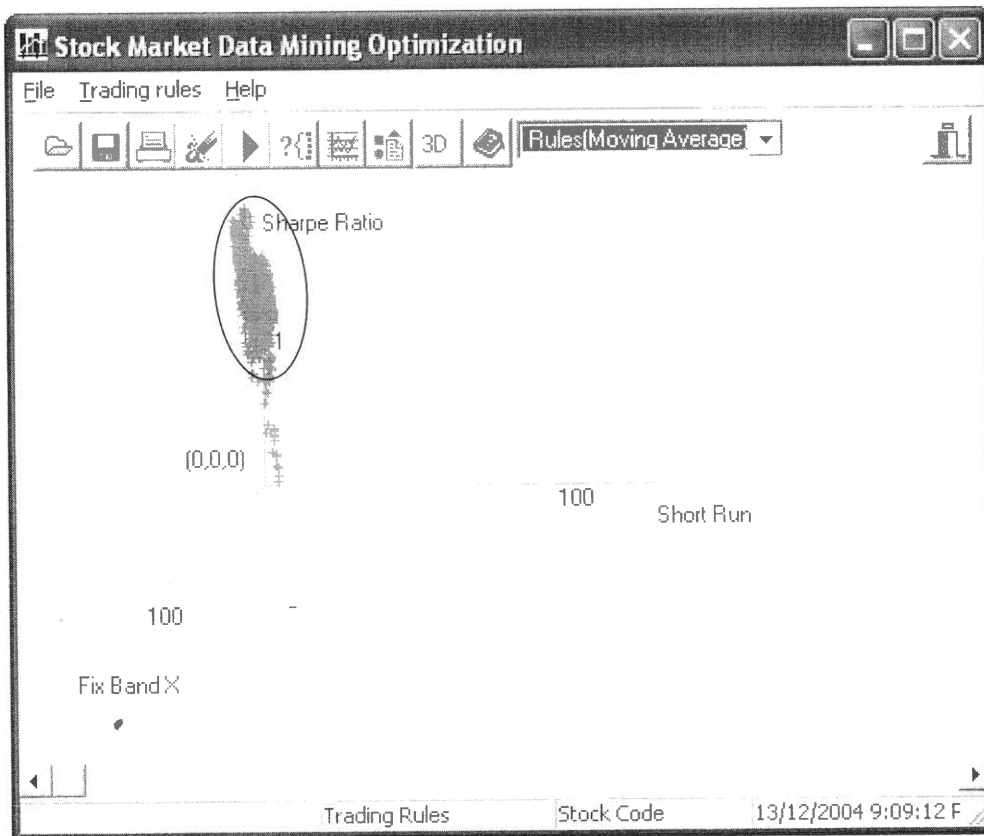 Stock Market Data Mining Optimization
File Trading rules Help
?{ 3D Rules(Moving Average)
Sharpe Ratio
1
(0,0,0)
100
Short Run
100
Fix Band X
Trading Rules Stock Code 13/12/2004 9:09:12 F